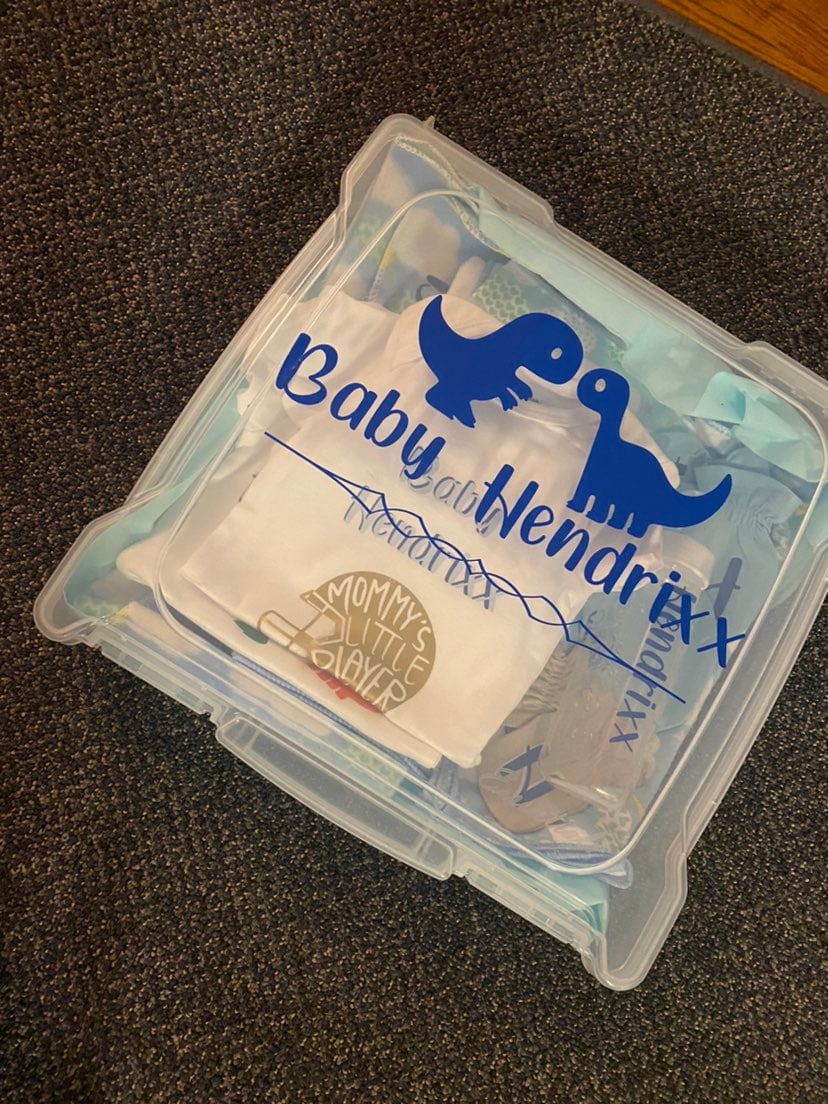 Baby Hendrixx
Baby
Hendrixx
MOMMY'S
LITTLE
PLAYER
Hendrixx
H